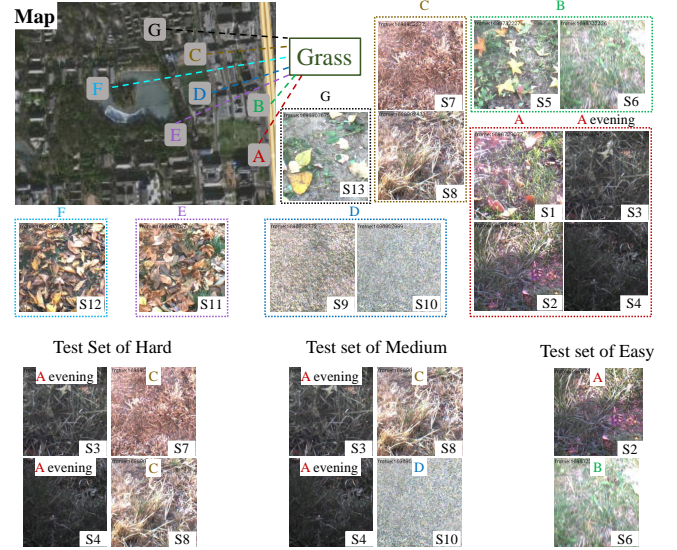 Map
G
C
F
D
B
E
A
Grass
C
S7
S8
B
S5
S6
G
S13
A
A evening
S1
S3
S2
S4
F
S12
E
S11
D
S9
S10
Test Set of Hard
A evening
S3
C
S7
A evening
S4
C
S8
Test set of Medium
A evening
S3
C
S8
A evening
S4
D
S10
Test set of Easy
A
S2
B
S6